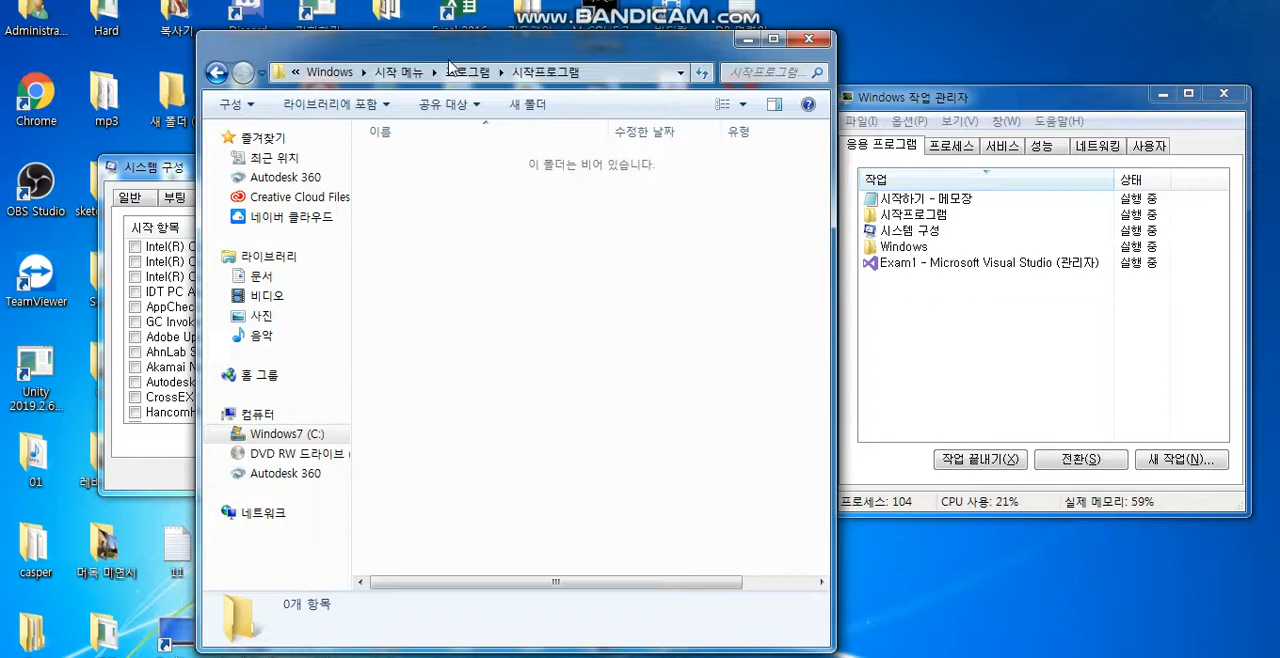 www.BANDICAM.com
Administra...
Hard
복사기
Chrome
mp3
새 폴더 (
OBS Studio
sket
TeamViewer
Unity
2019.2.6...
01
레비
casper
머독 미연시
11
시스템 구성
일반
부팅
시작 항목
Intel(R) C
Intel(R) C
Intel(R) C
IDT PC A
AppChec
GC Invok
Adobe Up
AhnLab S
Akamai N
Autodesk
CrossEX
HancomH
« Windows
시작 메뉴
프로그램
시작프로그램
시작프로그램...
구성
라이브러리에 포함
공유 대상
새 폴더
즐겨찾기
최근 위치
Autodesk 360
Creative Cloud Files
네이버 클라우드
라이브러리
문서
비디오
사진
음악
홈 그룹
컴퓨터
Windows7 (C:)
DVD RW 드라이브 (
Autodesk 360
네트워크
이름
수정한 날짜
유형
이 폴더는 비어 있습니다.
0개 항목
Windows 작업 관리자
파일(I) 옵션(P) 보기(V) 창(W) 도움말(H)
응용 프로그램 프로세스 서비스 성능 네트워킹 사용자
작업 상태
시작하기 - 메모장 실행 중
시작프로그램 실행 중
시스템 구성 실행 중
Windows 실행 중
Exam1 - Microsoft Visual Studio (관리자) 실행 중
작업 끝내기(X) 전환(S) 새 작업(N)...
프로세스: 104 CPU 사용: 21% 실제 메모리: 59%